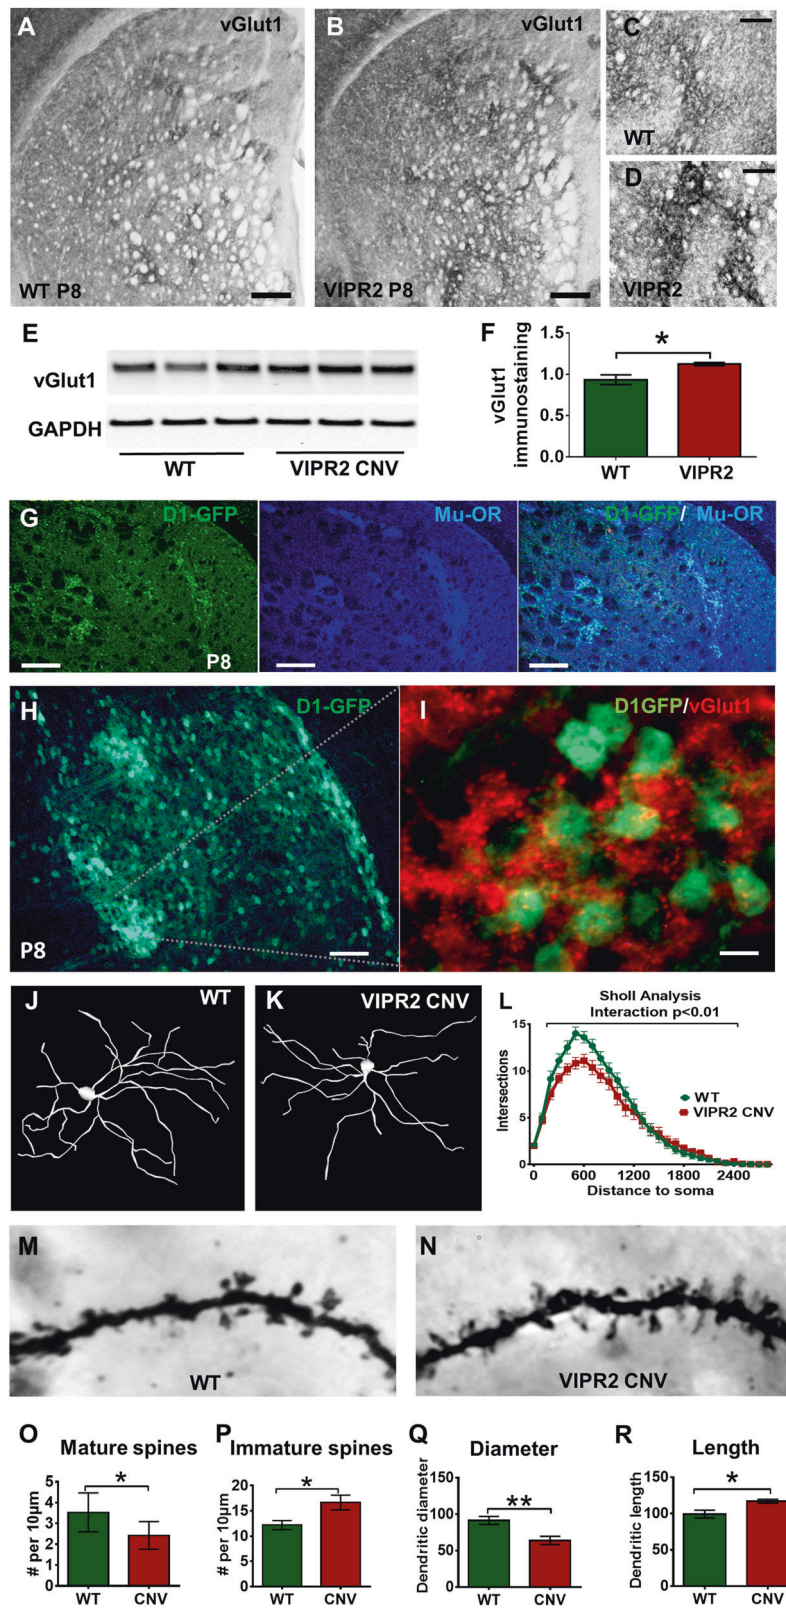 A
vGlut1
WT P8
B
vGlut1
VIPR2 P8
C
WT
D
VIPR2
E
vGlut1
GAPDH
WT
VIPR2 CNV
F
vGlut1
immunostaining
1.5
1.0
0.5
0.0
*
WT
VIPR2
G
D1-GFP
P8
Mu-OR
D1-GFP/ Mu-OR
H
D1-GFP
P8
I
D1GFP/vGlut1
J
WT
K
VIPR2 CNV
L
Sholl Analysis
Interaction p<0.01
Intersections
15
10
5
0
WT
VIPR2 CNV
0
600
1200
1800
2400
Distance to soma
M
WT
N
VIPR2 CNV
O
Mature spines
# per 10µm
5
4
3
2
1
0
*
WT
CNV
P
Immature spines
# per 10µm
20
15
10
5
0
*
WT
CNV
Q
Diameter
Dendritic diameter
150
100
50
0
**
WT
CNV
R
Length
Dendritic length
150
100
50
0
*
WT
CNV